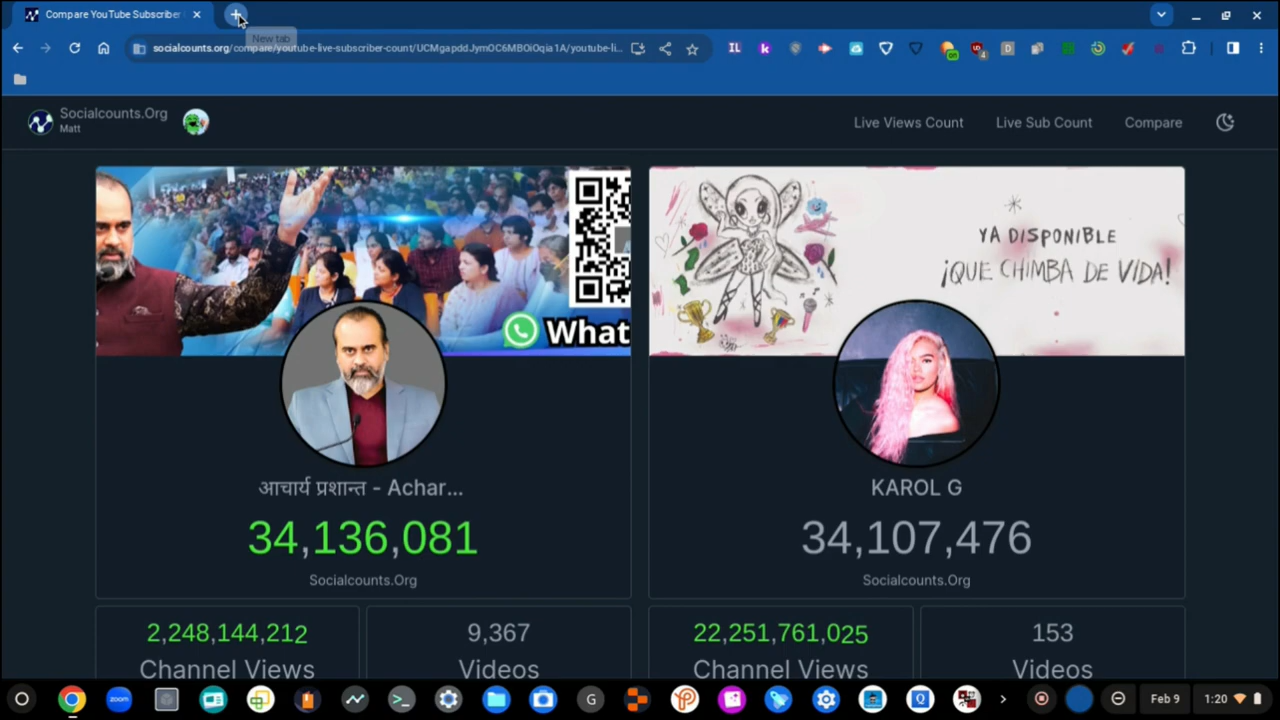 Compare YouTube Subscriber
New tab
socialcounts.org/compare/youtube-live-subscriber-count/UCMgapddJymOC6MBOiOqia1A/youtube-li...
Socialcounts.Org
Matt
Live Views Count
Live Sub Count
Compare
What
YA DISPONIBLE
¡QUE CHIMBA DE VIDA!
आचार्य प्रशान्त - Achar...
KAROL G
34,136,081
34,107,476
Socialcounts.Org
Socialcounts.Org
2,248,144,212
9,367
22,251,761,025
153
Channel Views
Videos
Channel Views
Videos
zoom
Feb 9
1:20